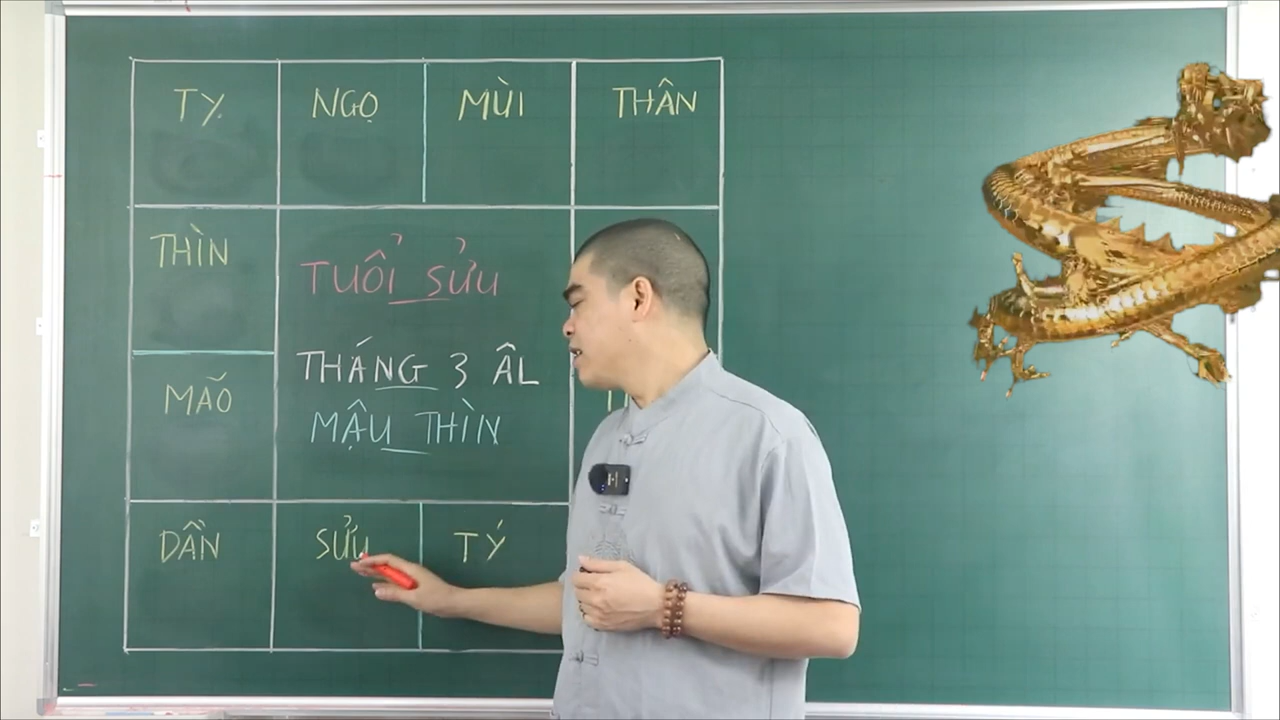 TỴ
NGỌ
MÙI
THÂN
THÌN
TUỔI SỬU
THÁNG 3 ÂL
MÃO
MẬU THÌN
DẦN
SỬU
TÝ